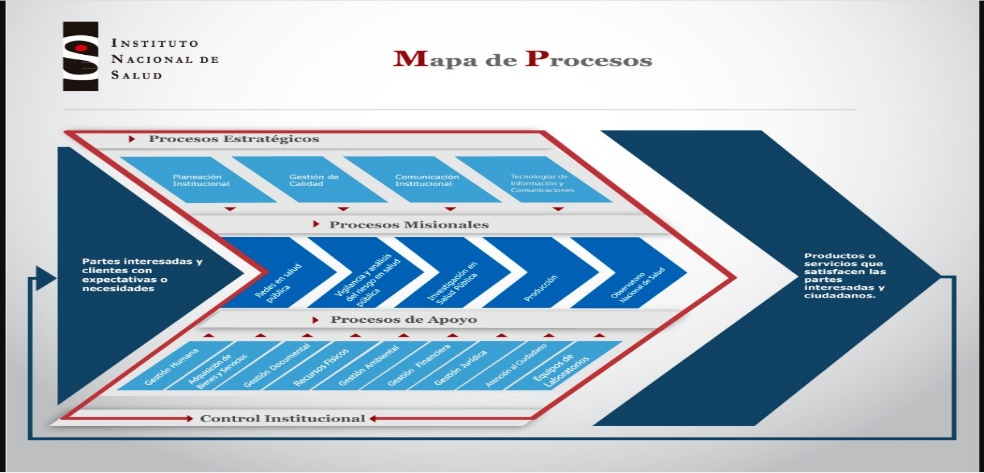 INSTITUTO
NACIONAL DE
SALUD
Mapa de Procesos
Procesos Estratégicos
Planeación
Institucional
Gestión de
Calidad
Comunicación
Institucional
Tecnologías de
Información y
Comunicaciones
Procesos Misionales
Partes interesadas y
clientes con
expectativas o
necesidades
Redes en salud
pública
Vigilancia y análisis
del riesgo en salud
pública
Investigación en
Salud Pública
Producción
Observatorio
Nacional de Salud
Productos o
servicios que
satisfacen las
partes
interesadas y
ciudadanos.
Procesos de Apoyo
Gestión Humana
Adquisición de
Bienes y Servicios
Gestión Documental
Recursos Físicos
Gestión Ambiental
Gestión Financiera
Gestión Jurídica
Atención al Ciudadano
Equipos de
Laboratorios
Control Institucional